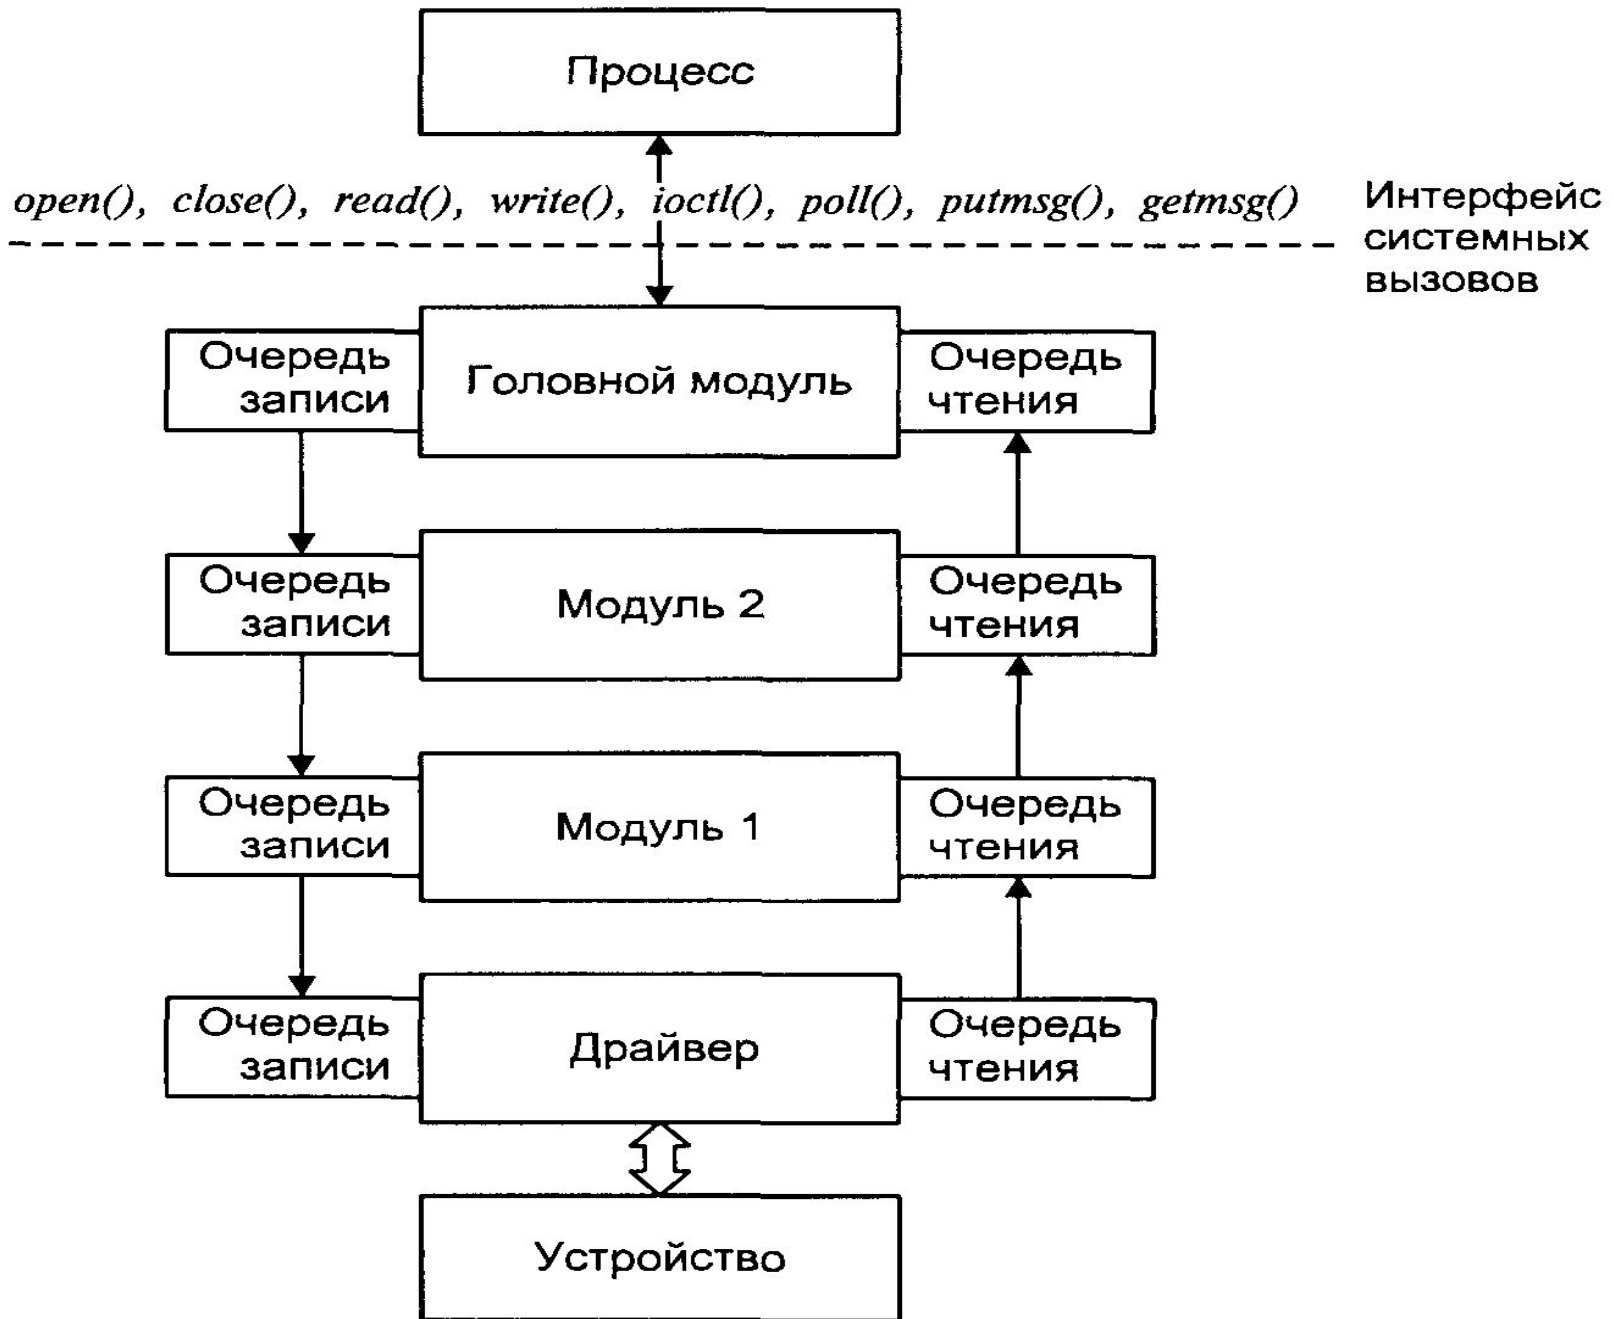 Процесс
open(), close(), read(), write(), ioctl(), poll(), putmsg(), getmsg()
Интерфейс
системных
вызовов
Очередь
записи
Головной модуль
Очередь
чтения
Очередь
записи
Модуль 2
Очередь
чтения
Очередь
записи
Модуль 1
Очередь
чтения
Очередь
записи
Драйвер
Очередь
чтения
Устройство